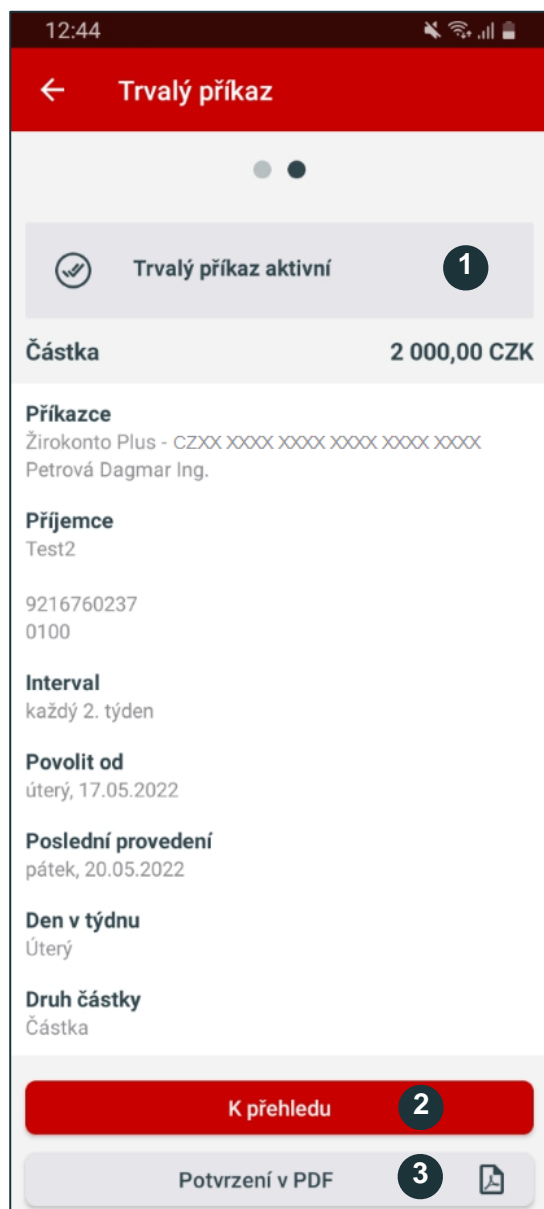 12:44
Trvalý příkaz
Trvalý příkaz aktivní 1
Částka 2 000,00 CZK
Příkazce
Žirokonto Plus - CZXX XXXX XXXX XXXX XXXX XXXX
Petrová Dagmar Ing.
Příjemce
Test2
9216760237
0100
Interval
každý 2. týden
Povolit od
úterý, 17.05.2022
Poslední provedení
pátek, 20.05.2022
Den v týdnu
Úterý
Druh částky
Částka
K přehledu 2
Potvrzení v PDF 3